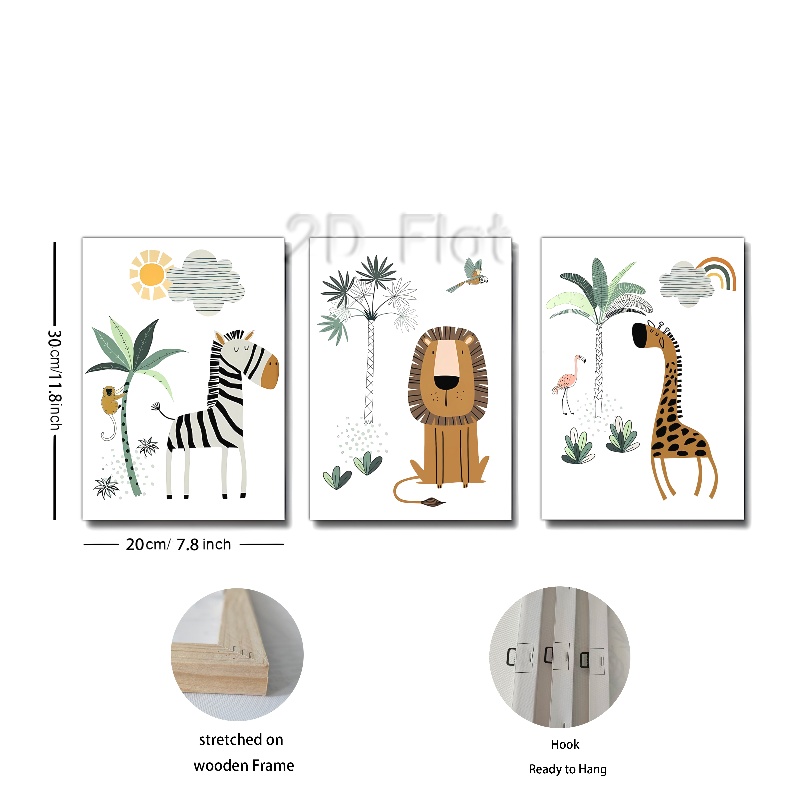 2D Flat
30cm/11.8inch
20cm/ 7.8 inch
stretched on
wooden Frame
Hook
Ready to Hang